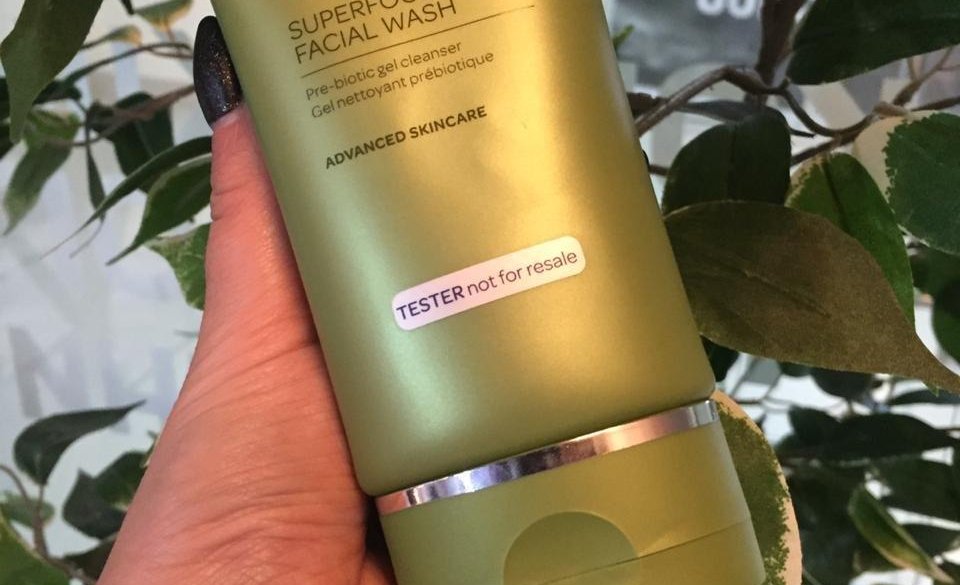 FACIAL WASH
Pre-biotic gel cleanser
Gel nettoyant prébiotique
ADVANCED SKINCARE
TESTER not for resale